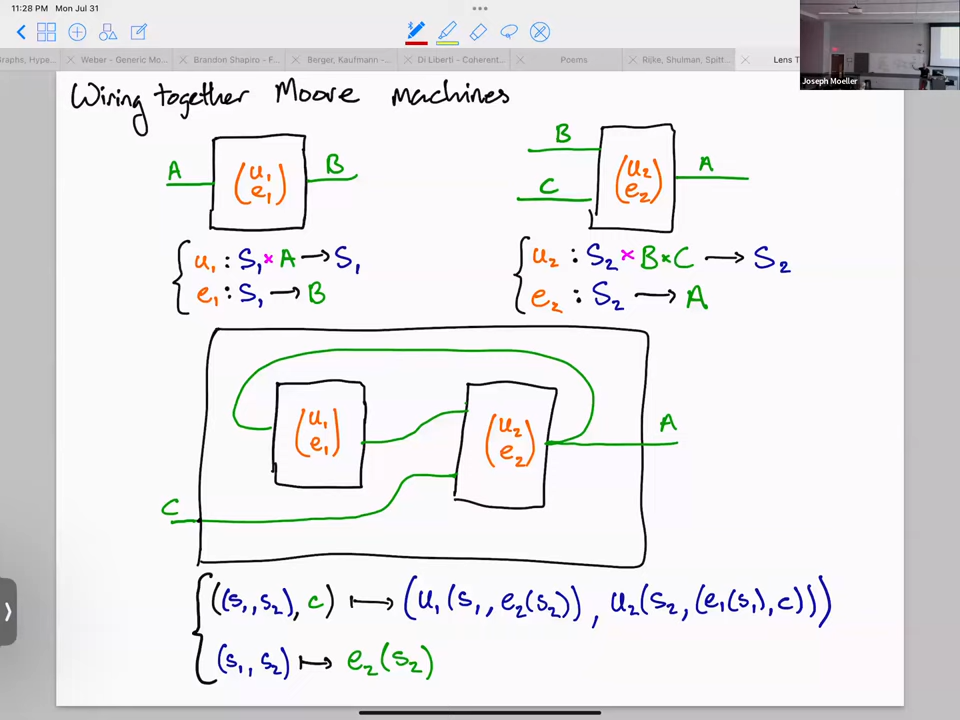 11:28 PM Mon Jul 31
Graphs, Hype...
Weber - Generic Mo...
Brandon Shapiro - F...
Berger, Kaufmann -...
Di Liberti - Coherent...
Poems
Rijke, Shulman, Spitt...
Lens T
Joseph Moeller
Wiring together Moore machines
A (u₁ e₁) B
B C (u₂ e₂) A
u₁ : S₁ × A → S₁
e₁ : S₁ → B
u₂ : S₂ × B × C → S₂
e₂ : S₂ → A
(u₁ e₁) (u₂ e₂) A
C
((s₁, s₂), c) ↦ (u₁(s₁, e₂(s₂)), u₂(s₂, (e₁(s₁), c)))
(s₁, s₂) ↦ e₂(s₂)